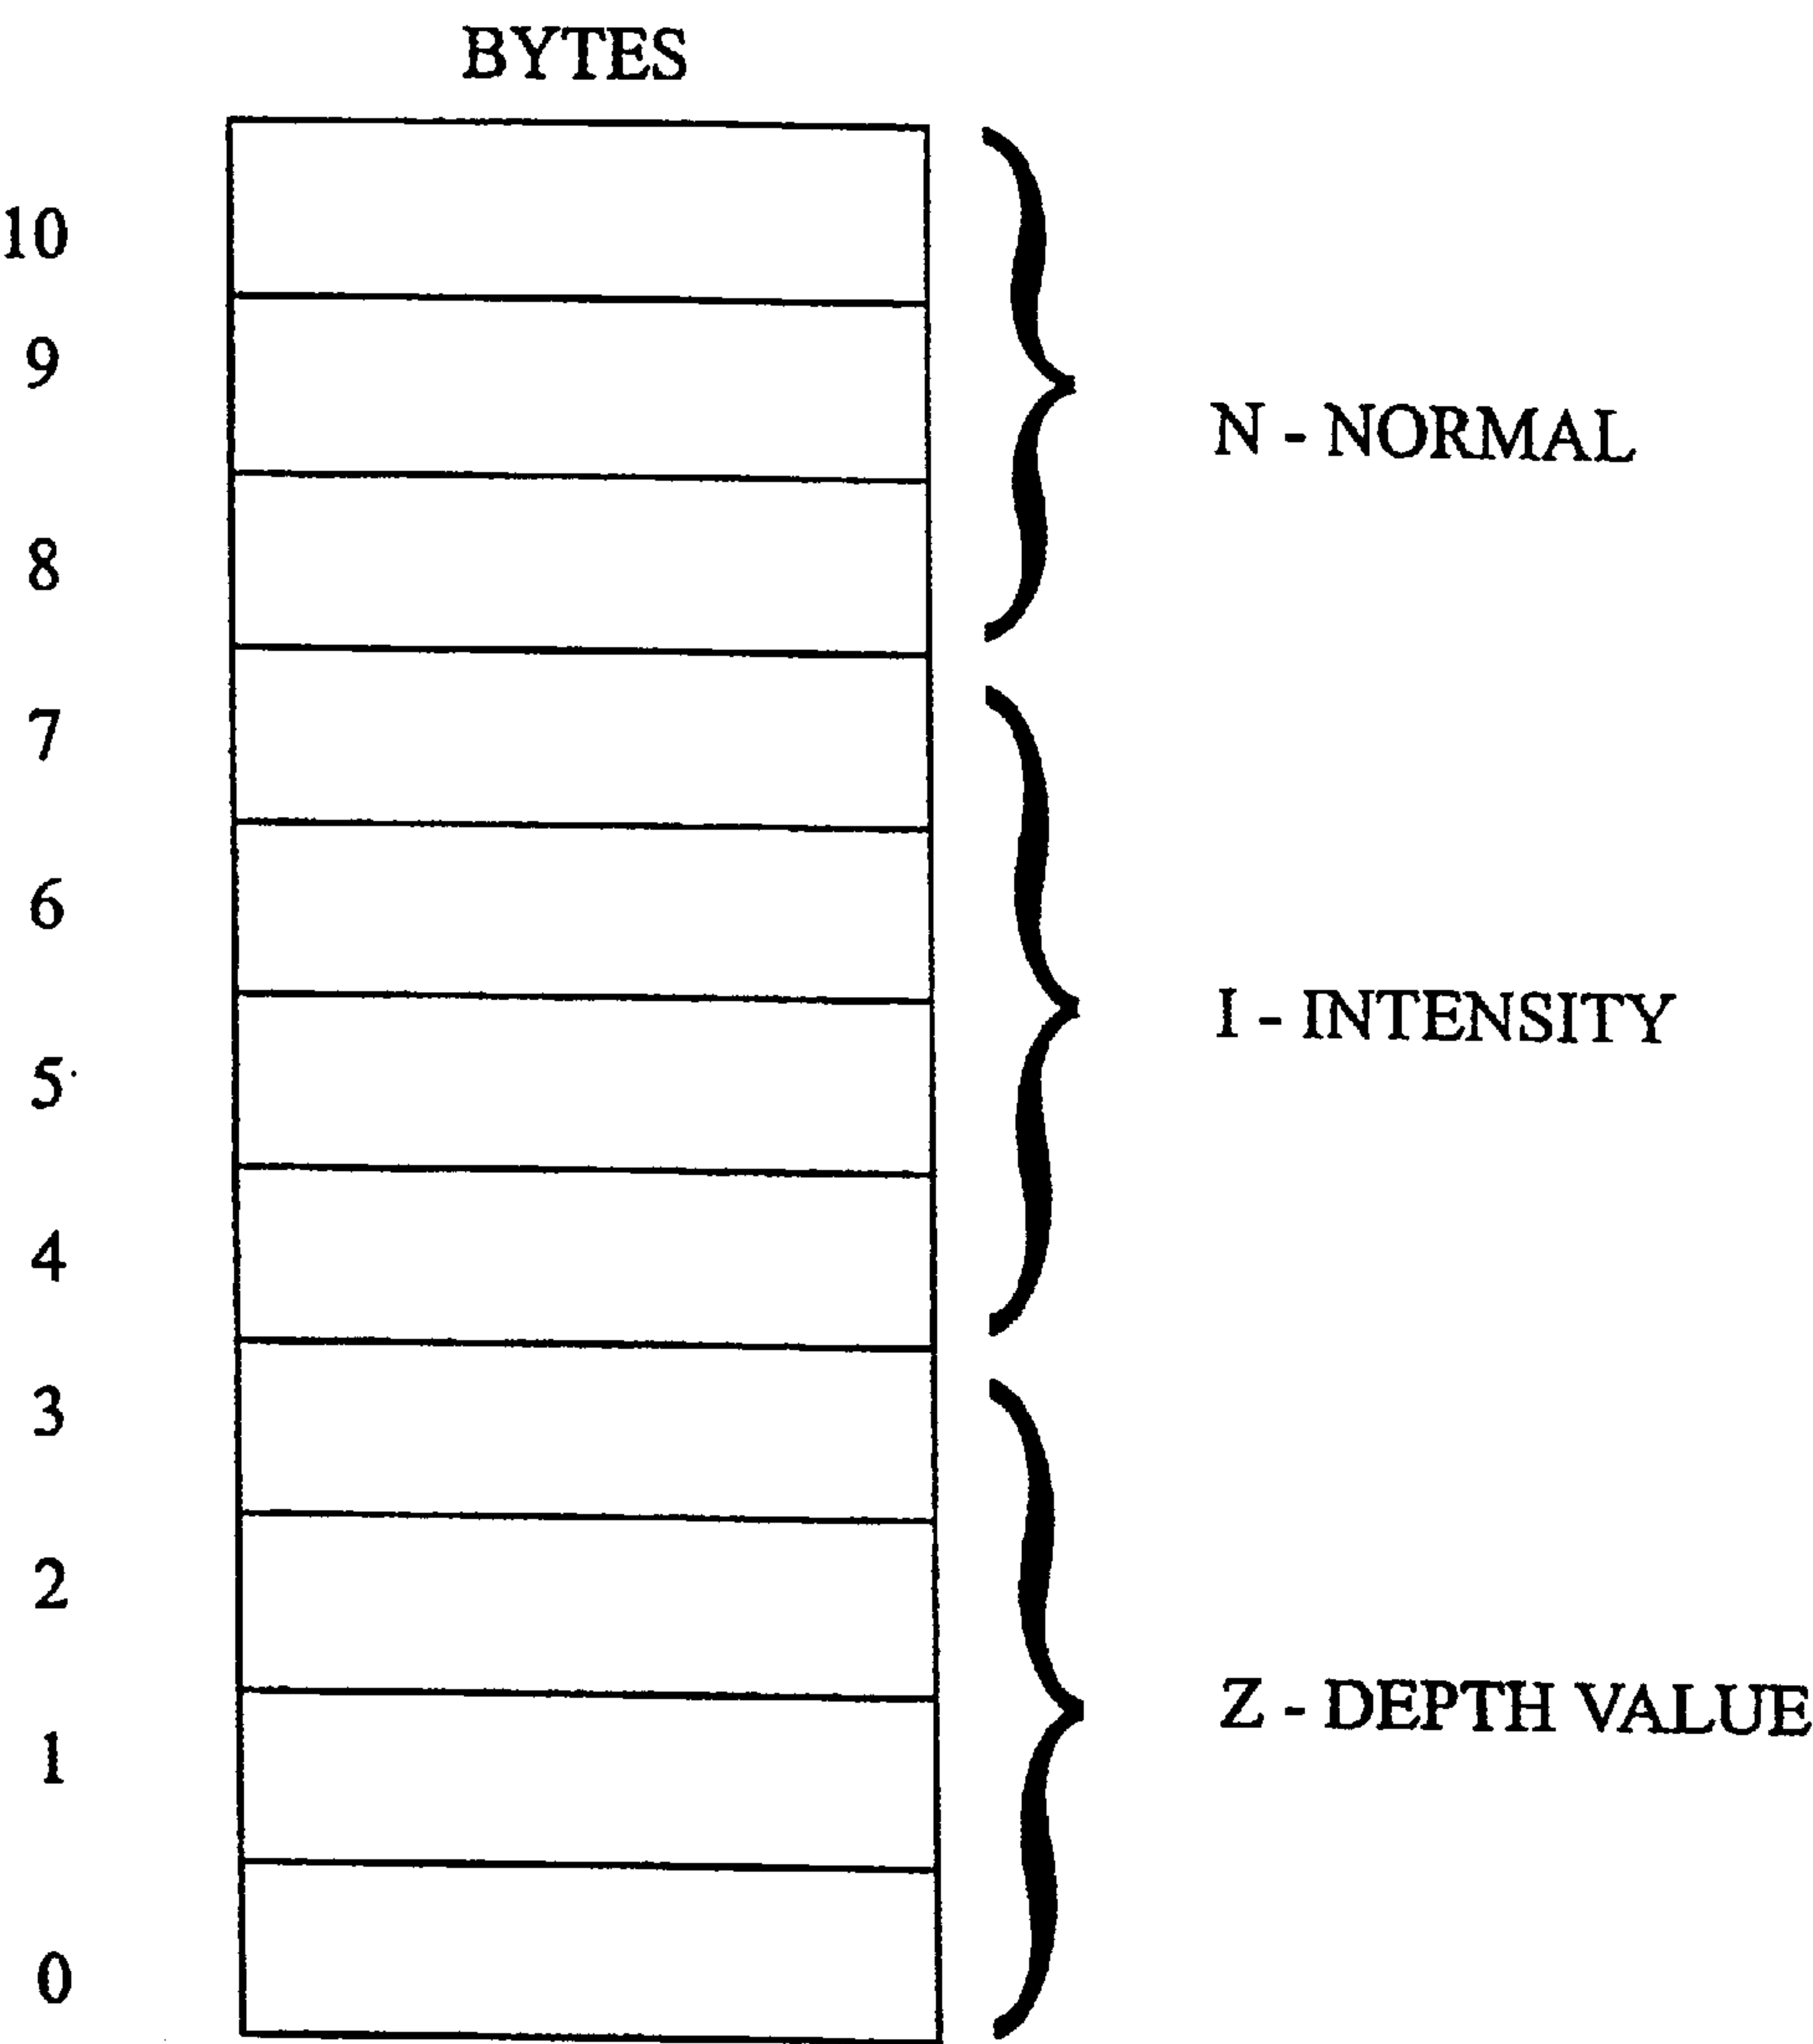 BYTES
10
9
N - NORMAL
8
7
6
I - INTENSITY
5
4
3
2
Z - DEPTH VALUE
1
0